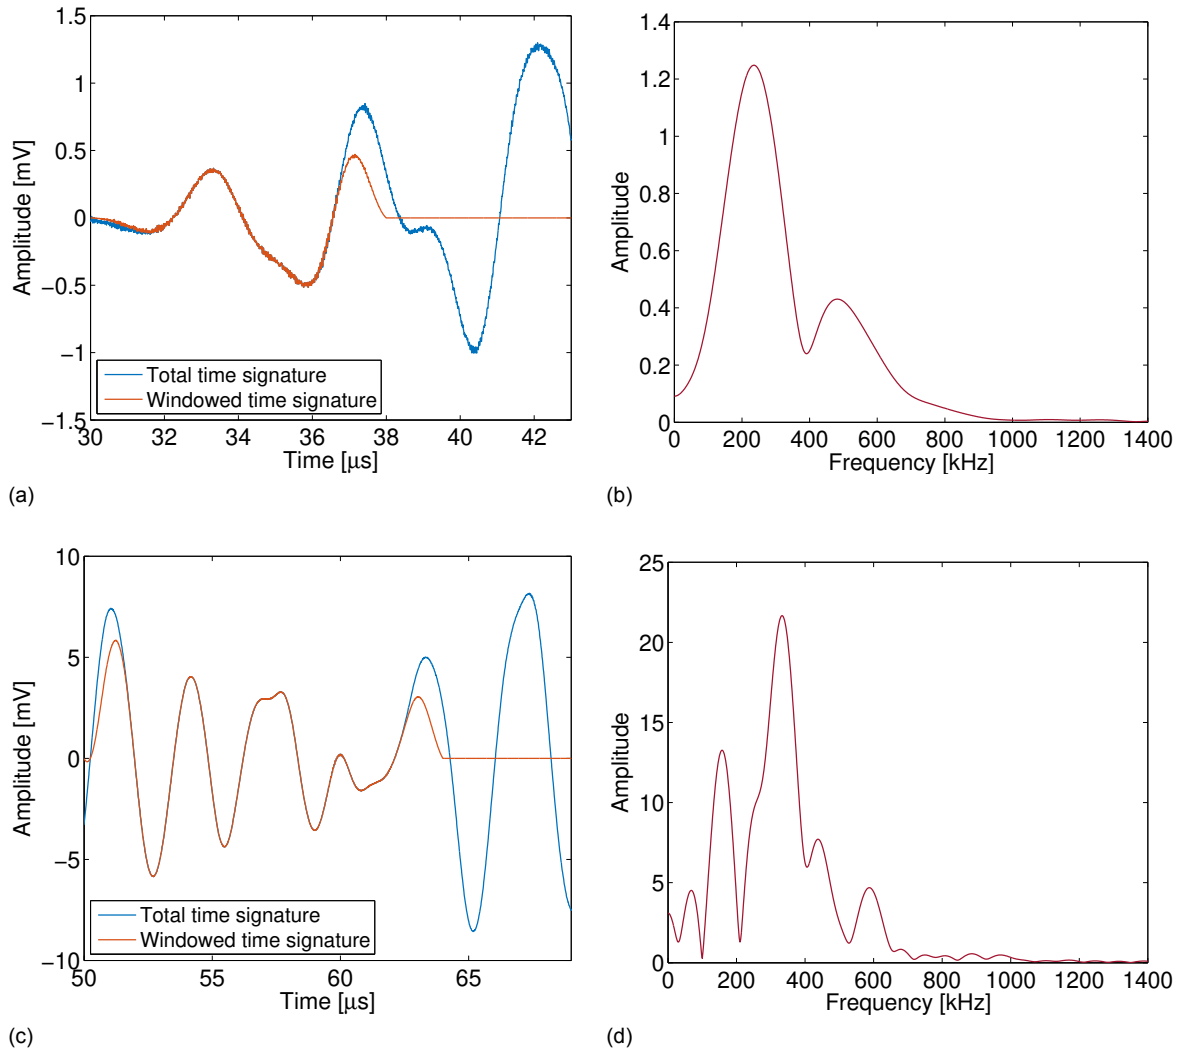 1.5
1
0.5
0
−0.5
−1
−1.5
Amplitude [mV]
Total time signature
Windowed time signature
30 32 34 36 38 40 42
Time [μs]
(a)
1.4
1.2
1
0.8
0.6
0.4
0.2
0
Amplitude
0 200 400 600 800 1000 1200 1400
Frequency [kHz]
(b)
10
5
0
−5
−10
Amplitude [mV]
Total time signature
Windowed time signature
50 55 60 65
Time [μs]
(c)
25
20
15
10
5
0
Amplitude
0 200 400 600 800 1000 1200 1400
Frequency [kHz]
(d)